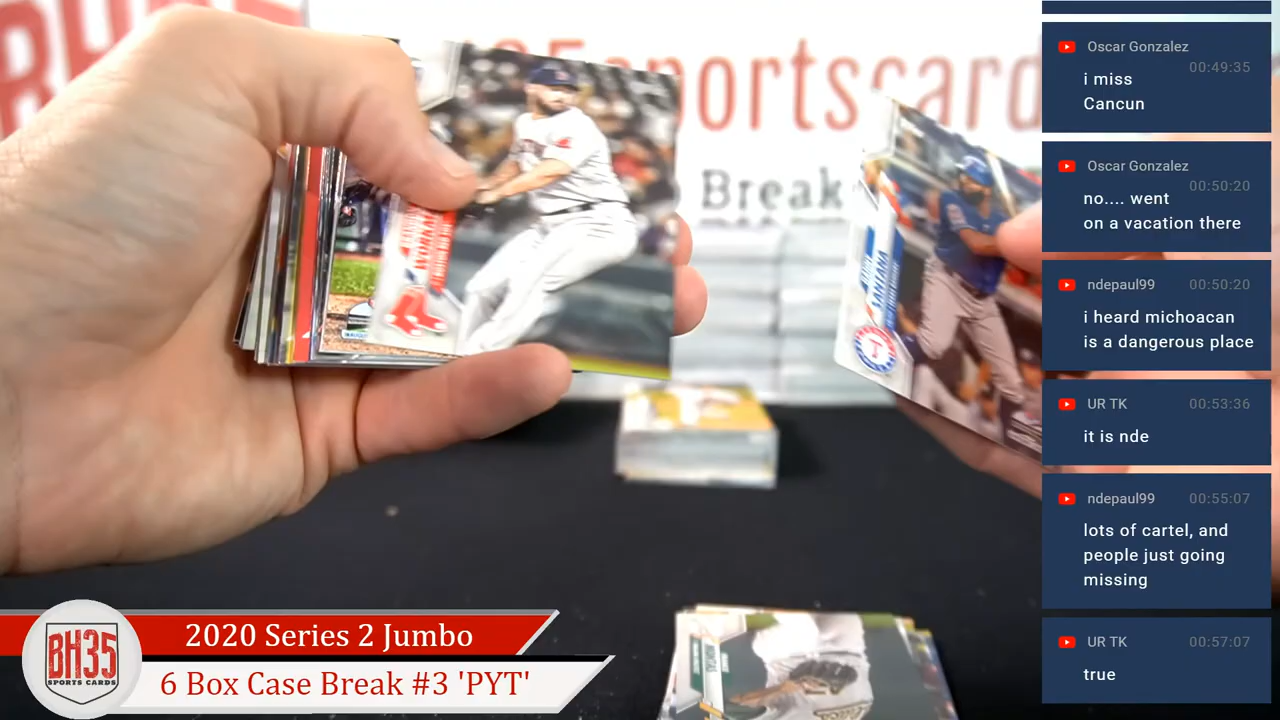 sportscards
Break
SANTANA
T
Oscar Gonzalez
00:49:35
i miss
Cancun
Oscar Gonzalez
00:50:20
no.... went
on a vacation there
ndepaul99
00:50:20
i heard michoacan
is a dangerous place
UR TK
00:53:36
it is nde
ndepaul99
00:55:07
lots of cartel, and
people just going
missing
UR TK
00:57:07
true
BH35
SPORTS CARDS
2020 Series 2 Jumbo
6 Box Case Break #3 'PYT'